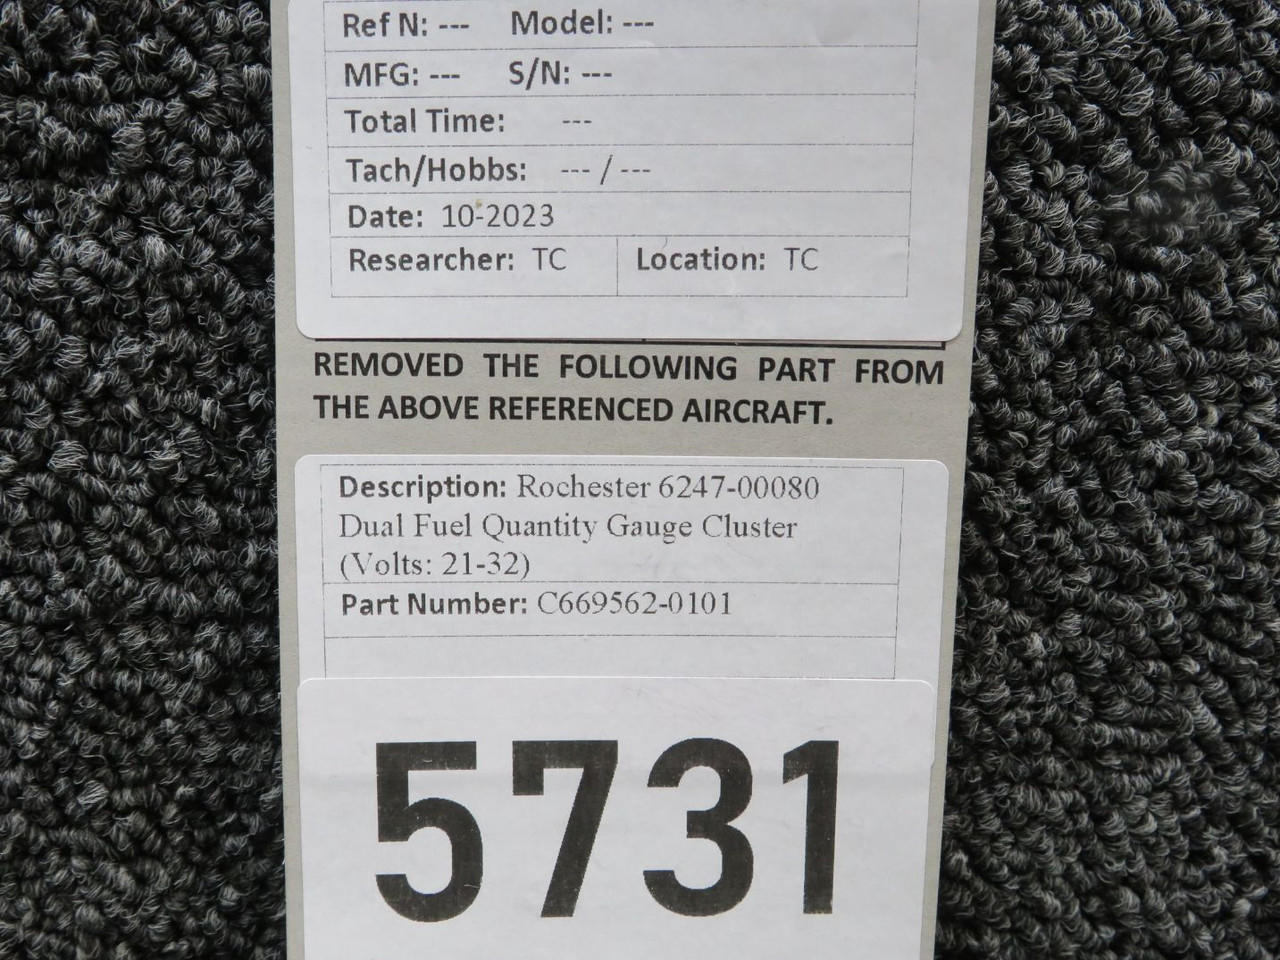 Ref N: --- Model: ---
MFG: --- S/N: ---
Total Time: ---
Tach/Hobbs: --- / ---
Date: 10-2023
Researcher: TC Location: TC
REMOVED THE FOLLOWING PART FROM
THE ABOVE REFERENCED AIRCRAFT.
Description: Rochester 6247-00080
Dual Fuel Quantity Gauge Cluster
(Volts: 21-32)
Part Number: C669562-0101
5731